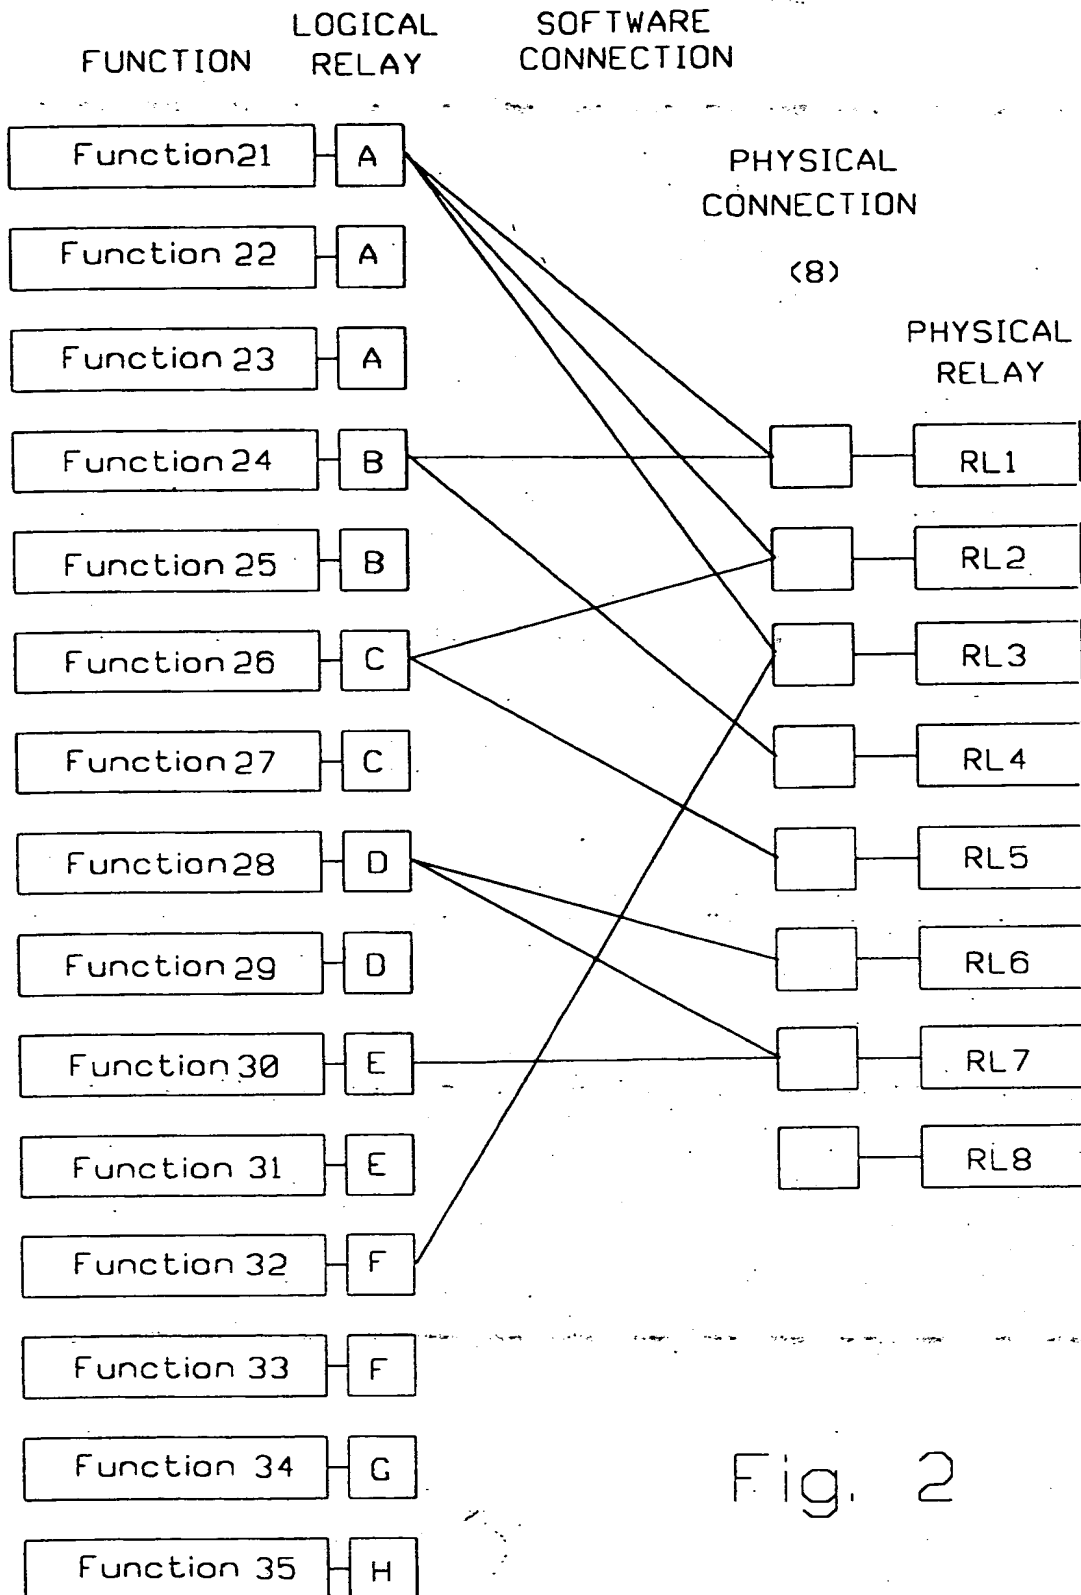 FUNCTION LOGICAL RELAY SOFTWARE CONNECTION
PHYSICAL
CONNECTION
(8)
PHYSICAL
RELAY
Function21 A
Function 22 A
Function 23 A
Function 24 B RL1
Function 25 B RL2
Function 26 C RL3
Function 27 C RL4
Function 28 D RL5
Function 29 D RL6
Function 30 E RL7
Function 31 E RL8
Function 32 F
Function 33 F
Function 34 G
Function 35 H
Fig. 2